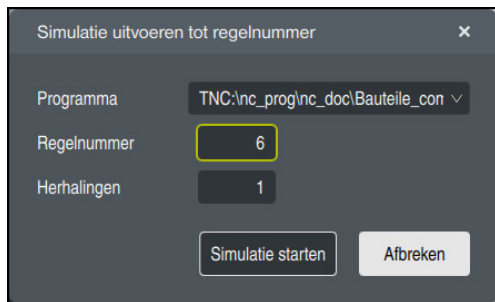 Simulatie uitvoeren tot regelnummer ×
Programma TNC:\nc_prog\nc_doc\Bauteile_con
Regelnummer 6
Herhalingen 1
Simulatie starten Afbreken